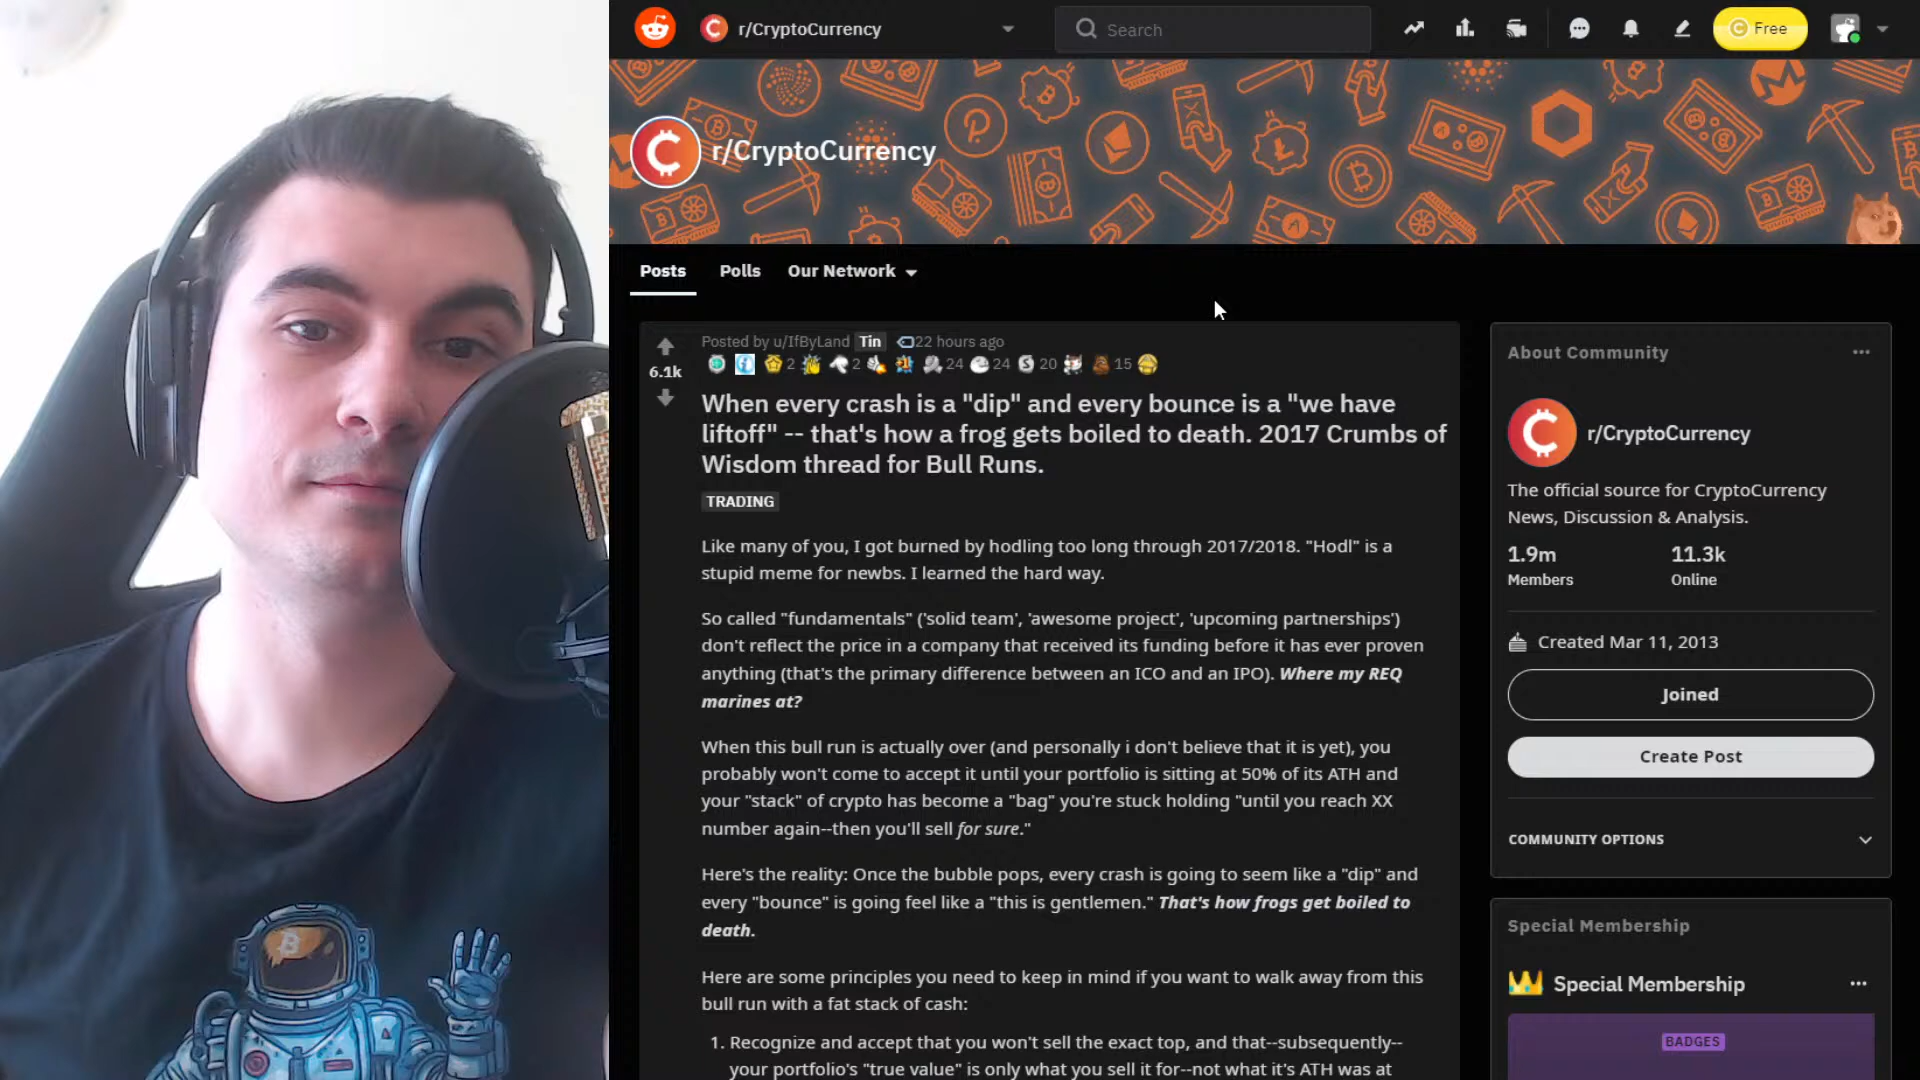 r/CryptoCurrency
Search
Free
r/CryptoCurrency
Posts
Polls
Our Network
Posted by u/IfByLand Tin 22 hours ago
2 2 24 24 20 15
6.1k
When every crash is a "dip" and every bounce is a "we have
liftoff" -- that's how a frog gets boiled to death. 2017 Crumbs of
Wisdom thread for Bull Runs.
TRADING
Like many of you, I got burned by hodling too long through 2017/2018. "Hodl" is a
stupid meme for newbs. I learned the hard way.
So called "fundamentals" ('solid team', 'awesome project', 'upcoming partnerships')
don't reflect the price in a company that received its funding before it has ever proven
anything (that's the primary difference between an ICO and an IPO). Where my REQ
marines at?
When this bull run is actually over (and personally i don't believe that it is yet), you
probably won't come to accept it until your portfolio is sitting at 50% of its ATH and
your "stack" of crypto has become a "bag" you're stuck holding "until you reach XX
number again--then you'll sell for sure."
Here's the reality: Once the bubble pops, every crash is going to seem like a "dip" and
every "bounce" is going feel like a "this is gentlemen." That's how frogs get boiled to
death.
Here are some principles you need to keep in mind if you want to walk away from this
bull run with a fat stack of cash:
1. Recognize and accept that you won't sell the exact top, and that--subsequently--
your portfolio's "true value" is only what you sell it for--not what it's ATH was at
About Community
r/CryptoCurrency
The official source for CryptoCurrency
News, Discussion & Analysis.
1.9m
Members
11.3k
Online
Created Mar 11, 2013
Joined
Create Post
COMMUNITY OPTIONS
Special Membership
Special Membership
BADGES